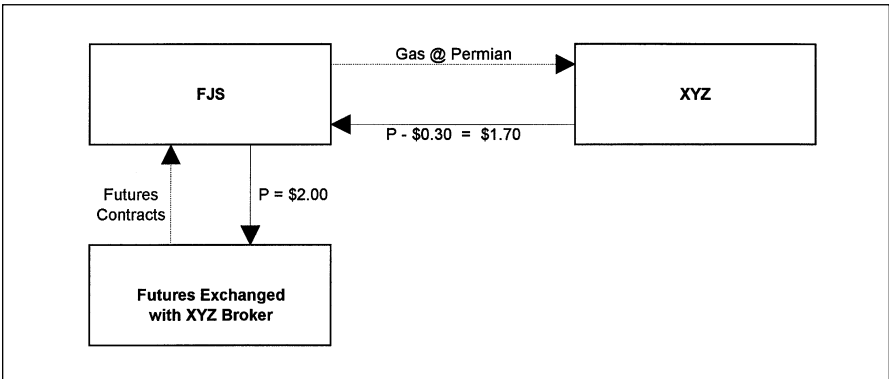 Gas @ Permian
FJS
XYZ
P - $0.30 = $1.70
Futures
Contracts
P = $2.00
Futures Exchanged
with XYZ Broker